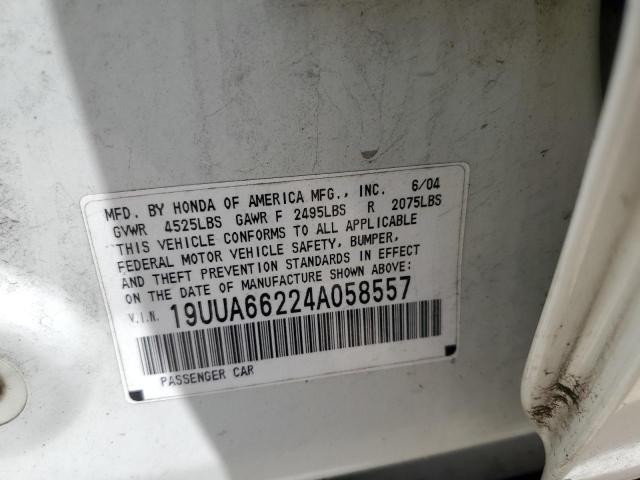 MFD. BY HONDA OF AMERICA MFG., INC. 6/04
GVWR 4525LBS GAWR F 2495LBS R 2075LBS
THIS VEHICLE CONFORMS TO ALL APPLICABLE
FEDERAL MOTOR VEHICLE SAFETY, BUMPER,
AND THEFT PREVENTION STANDARDS IN EFFECT
ON THE DATE OF MANUFACTURE SHOWN ABOVE:
V.I.N. 19UUA66224A058557
PASSENGER CAR